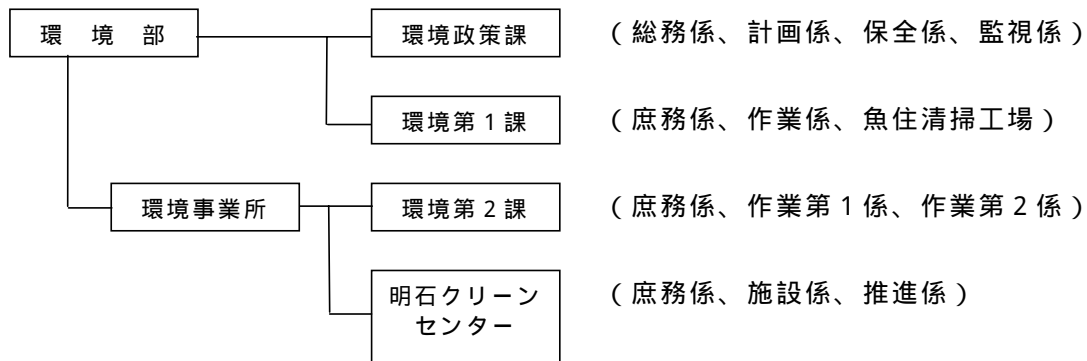 環　境　部　環境政策課　（総務係、計画係、保全係、監視係）
環境第１課　（庶務係、作業係、魚住清掃工場）
環境事業所　環境第２課　（庶務係、作業第１係、作業第２係）
明石クリーン　（庶務係、施設係、推進係）
センター